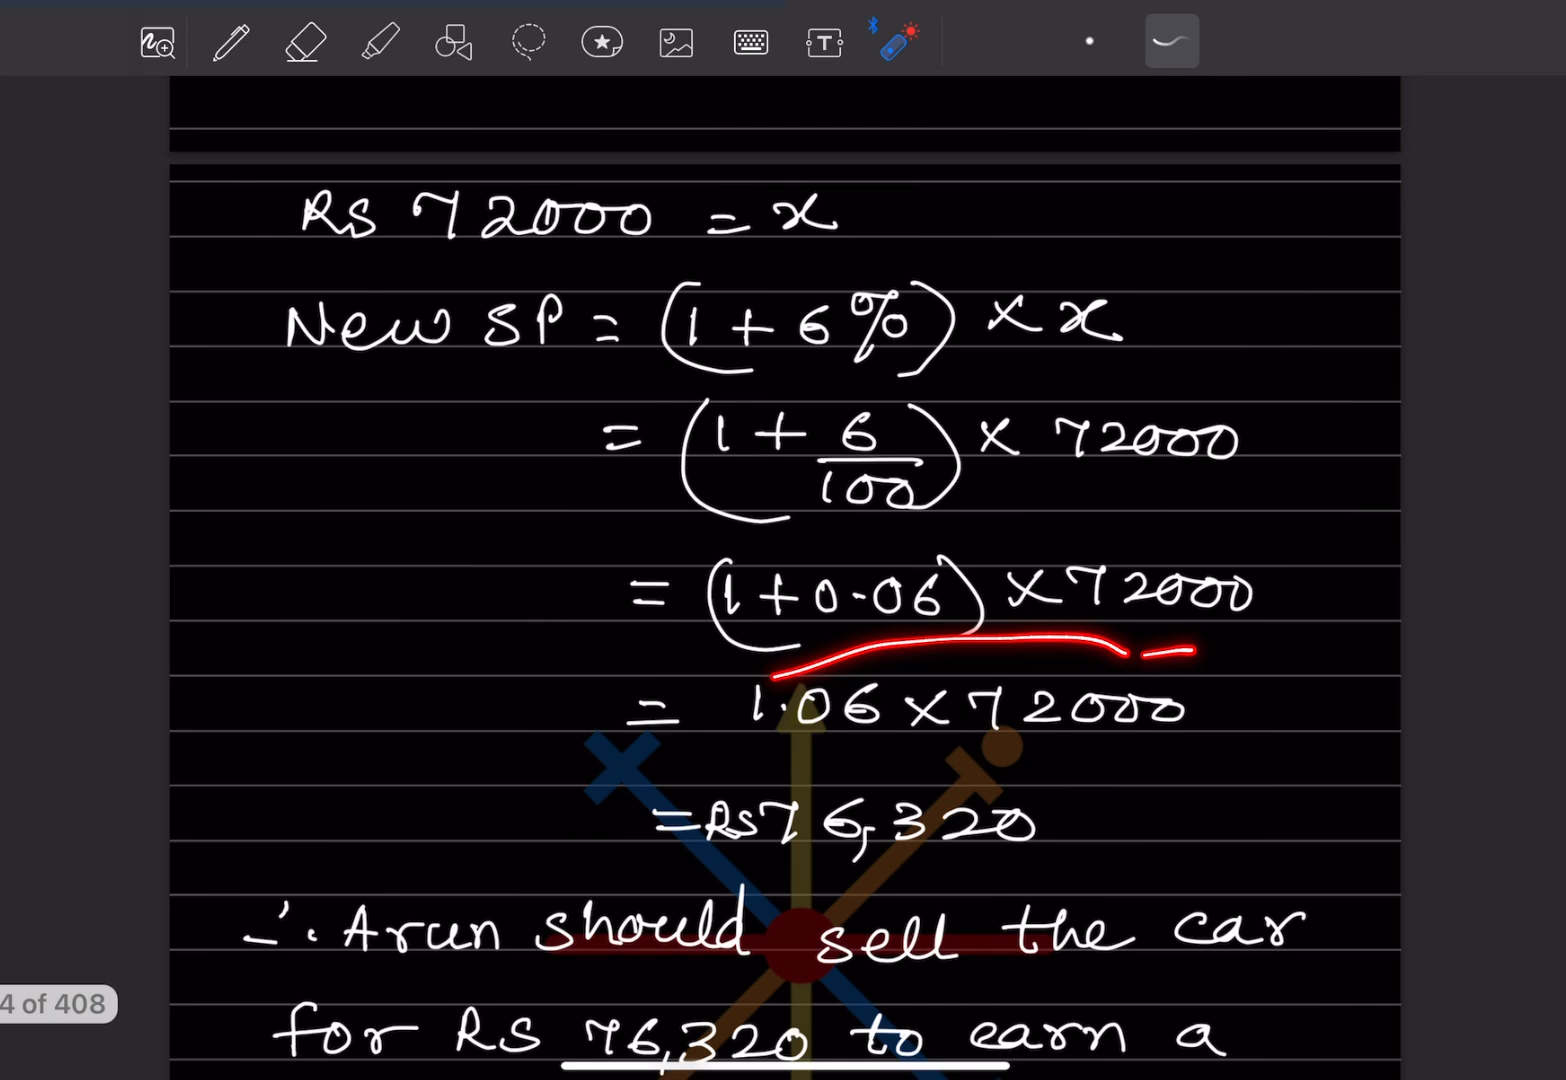 Rs 72000 = x
New SP = (1 + 6%) × x
= (1 + 6/100) × 72000
= (1 + 0.06) × 72000
= 1.06 × 72000
= Rs 76,320
∴ Arun should sell the car
for Rs 76,320 to earn a
4 of 408